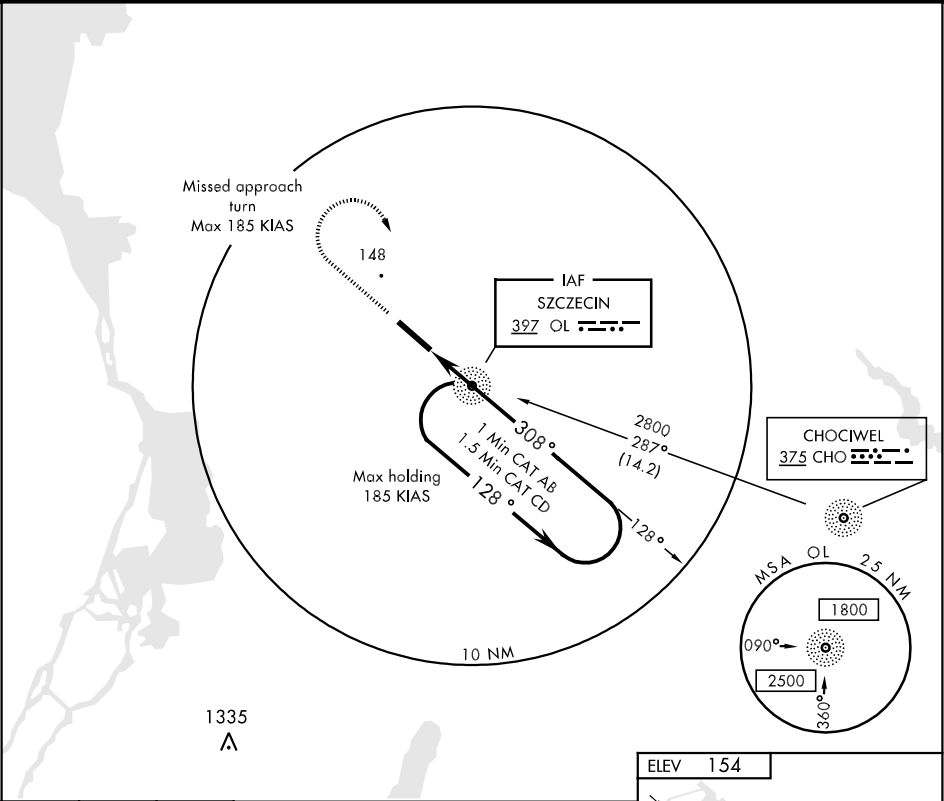 Missed approach
turn
Max 185 KIAS
148
IAF
SZCZECIN
397 OL
308°
1 Min CAT AB
1.5 Min CAT CD
128°
Max holding
185 KIAS
128°
2800
287°
(14.2)
CHOCIWEL
375 CHO
MSA OL 25 NM
1800
090°
2500
360°
10 NM
1335
ELEV 154